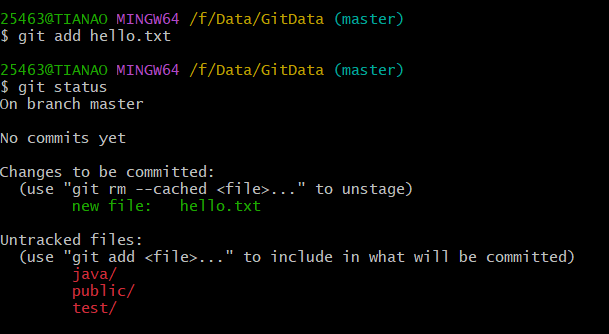 25463@TIANAO MINGW64 /f/Data/GitData (master)
$ git add hello.txt
25463@TIANAO MINGW64 /f/Data/GitData (master)
$ git status
On branch master
No commits yet
Changes to be committed:
(use "git rm --cached <file>..." to unstage)
new file: hello.txt
Untracked files:
(use "git add <file>..." to include in what will be committed)
java/
public/
test/